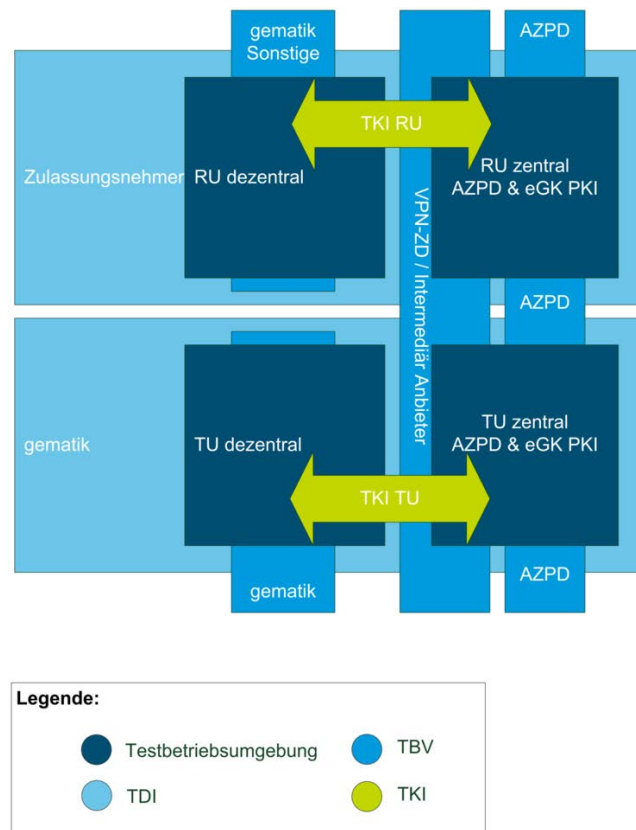 gematik
Sonstige
AZPD
TKI RU
Zulassungsnehmer
RU dezentral
RU zentral
AZPD & eGK PKI
VPN-ZD / Intermediär Anbieter
AZPD
gematik
TU dezentral
TU zentral
AZPD & eGK PKI
TKI TU
gematik
AZPD
Legende:
Testbetriebsumgebung
TBV
TDI
TKI